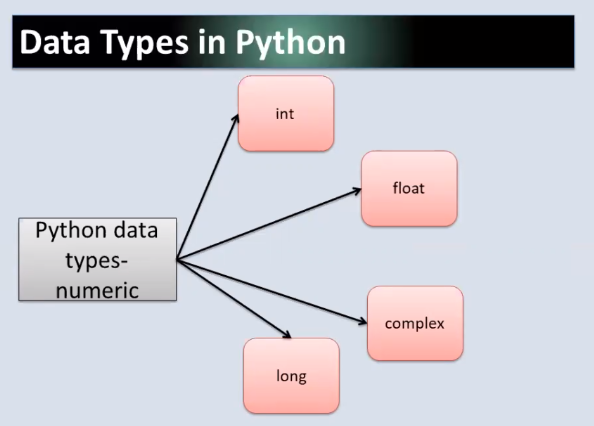 Data Types in Python
int
float
Python data
types-
numeric
complex
long